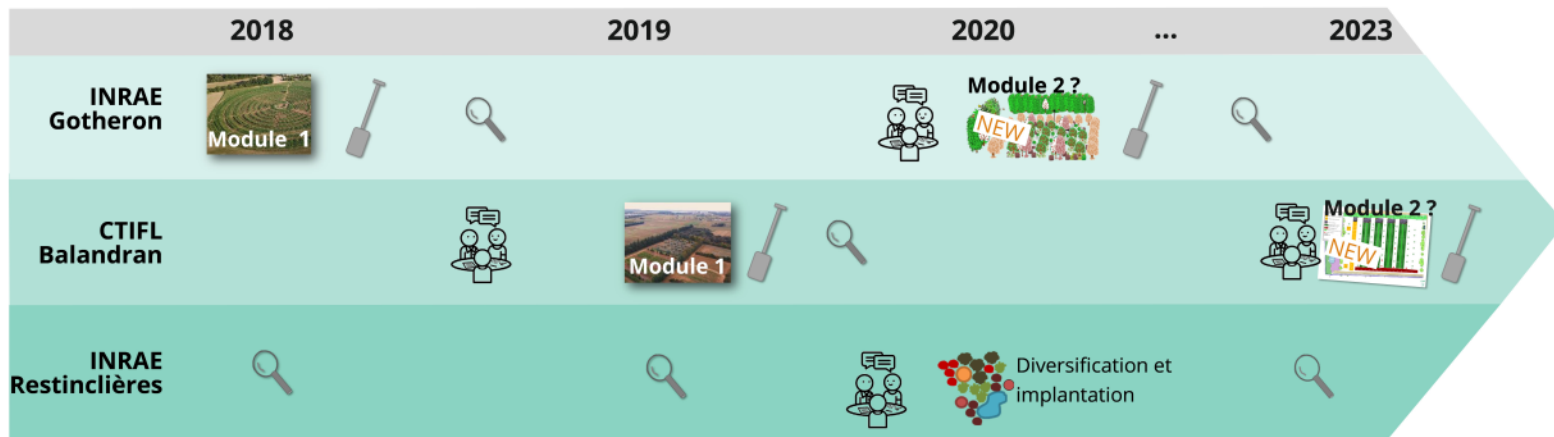 2018 2019 2020 ... 2023
INRAE
Gotheron
Module 1
Module 2 ?
NEW
CTIFL
Balandran
Module 1
Module 2 ?
NEW
INRAE
Restinclières
Diversification et
implantation